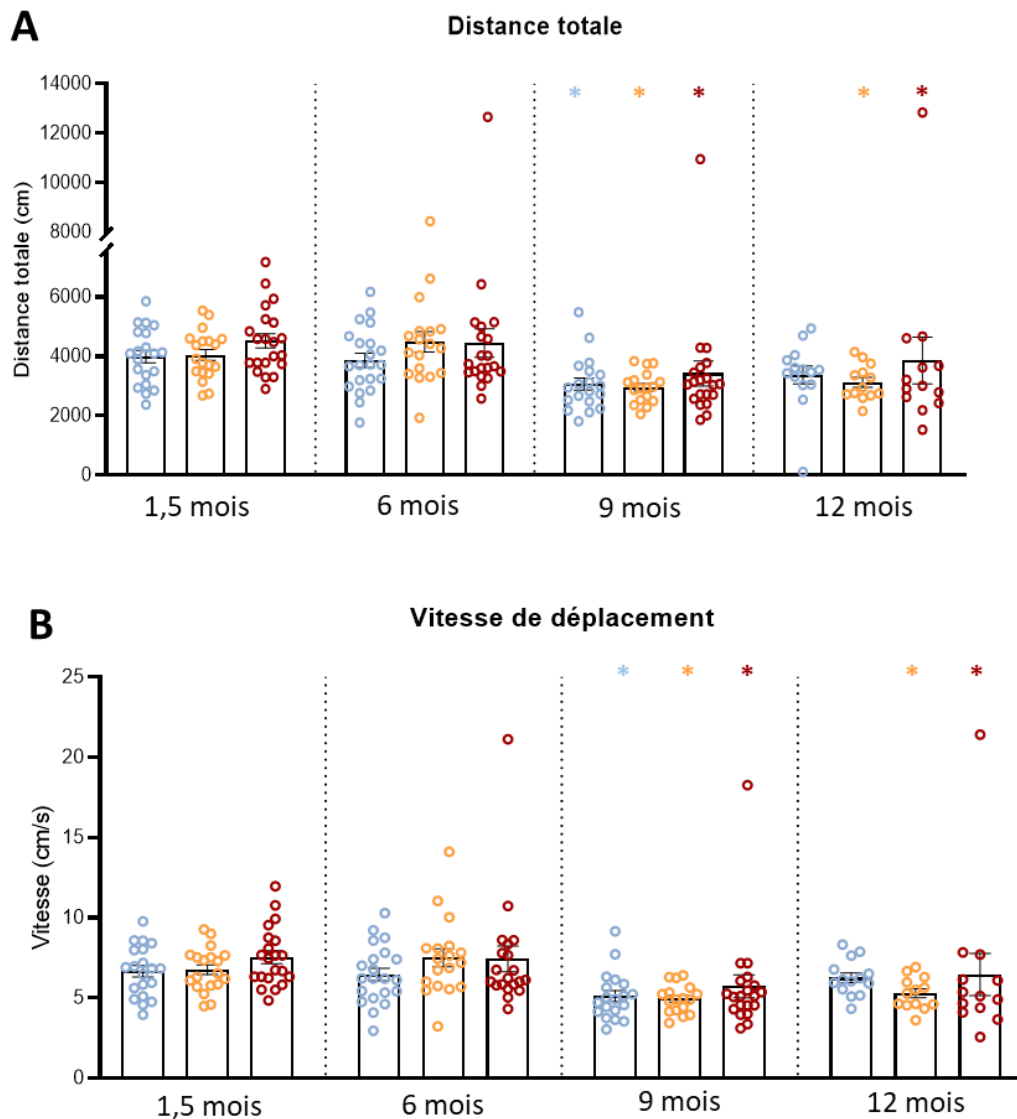 A
Distance totale
14000
12000
10000
8000
6000
4000
2000
0
Distance totale (cm)
* * * * *
1,5 mois 6 mois 9 mois 12 mois
B
Vitesse de déplacement
25
20
15
10
5
0
Vitesse (cm/s)
* * * * *
1,5 mois 6 mois 9 mois 12 mois